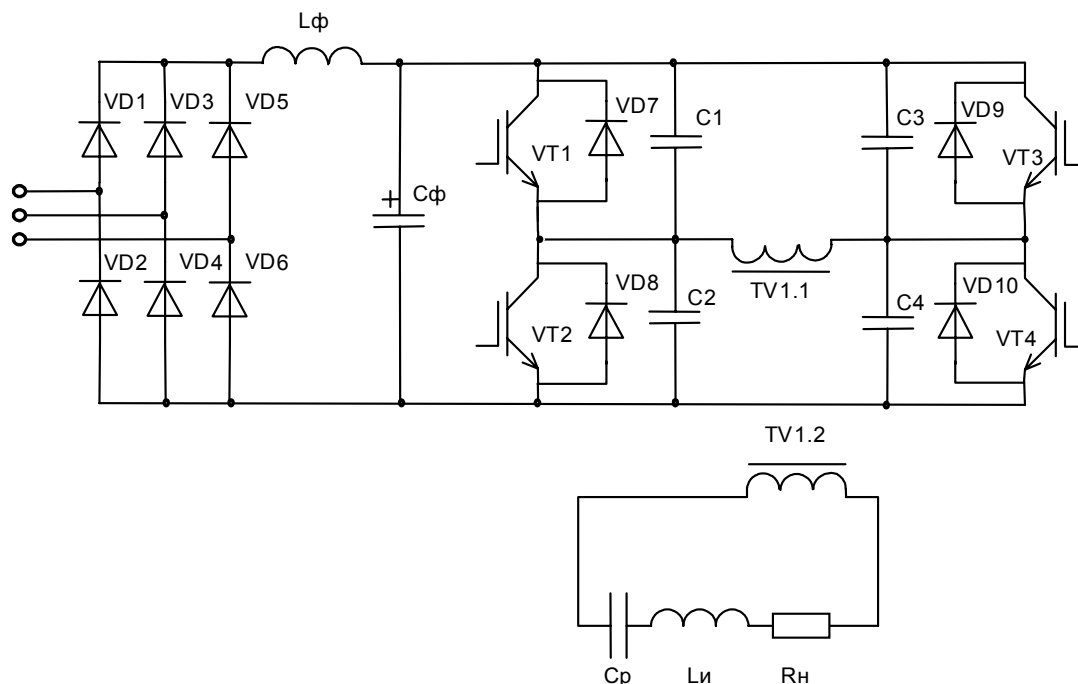 Lф
VD1
VD3
VD5
VD7
C1
C3
VD9
VT1
VT3
+
Cф
VD2
VD4
VD6
VD8
C2
TV1.1
C4
VD10
VT2
VT4
TV1.2
Cр
Lи
Rн